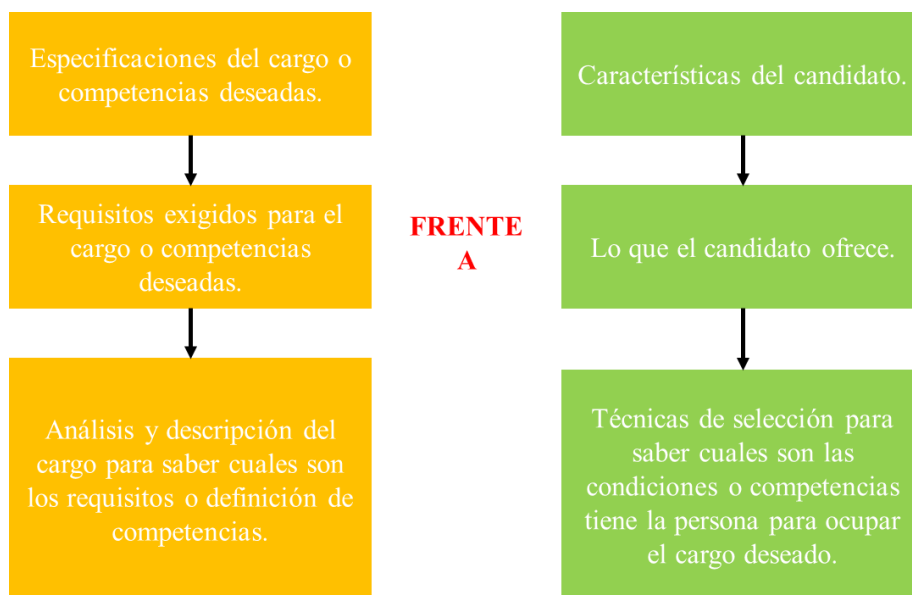 Especificaciones del cargo o
competencias deseadas.
Requisitos exigidos para el
cargo o competencias
deseadas.
Análisis y descripción del
cargo para saber cuales son
los requisitos o definición de
competencias.
FRENTE
A
Características del candidato.
Lo que el candidato ofrece.
Técnicas de selección para
saber cuales son las
condiciones o competencias
tiene la persona para ocupar
el cargo deseado.